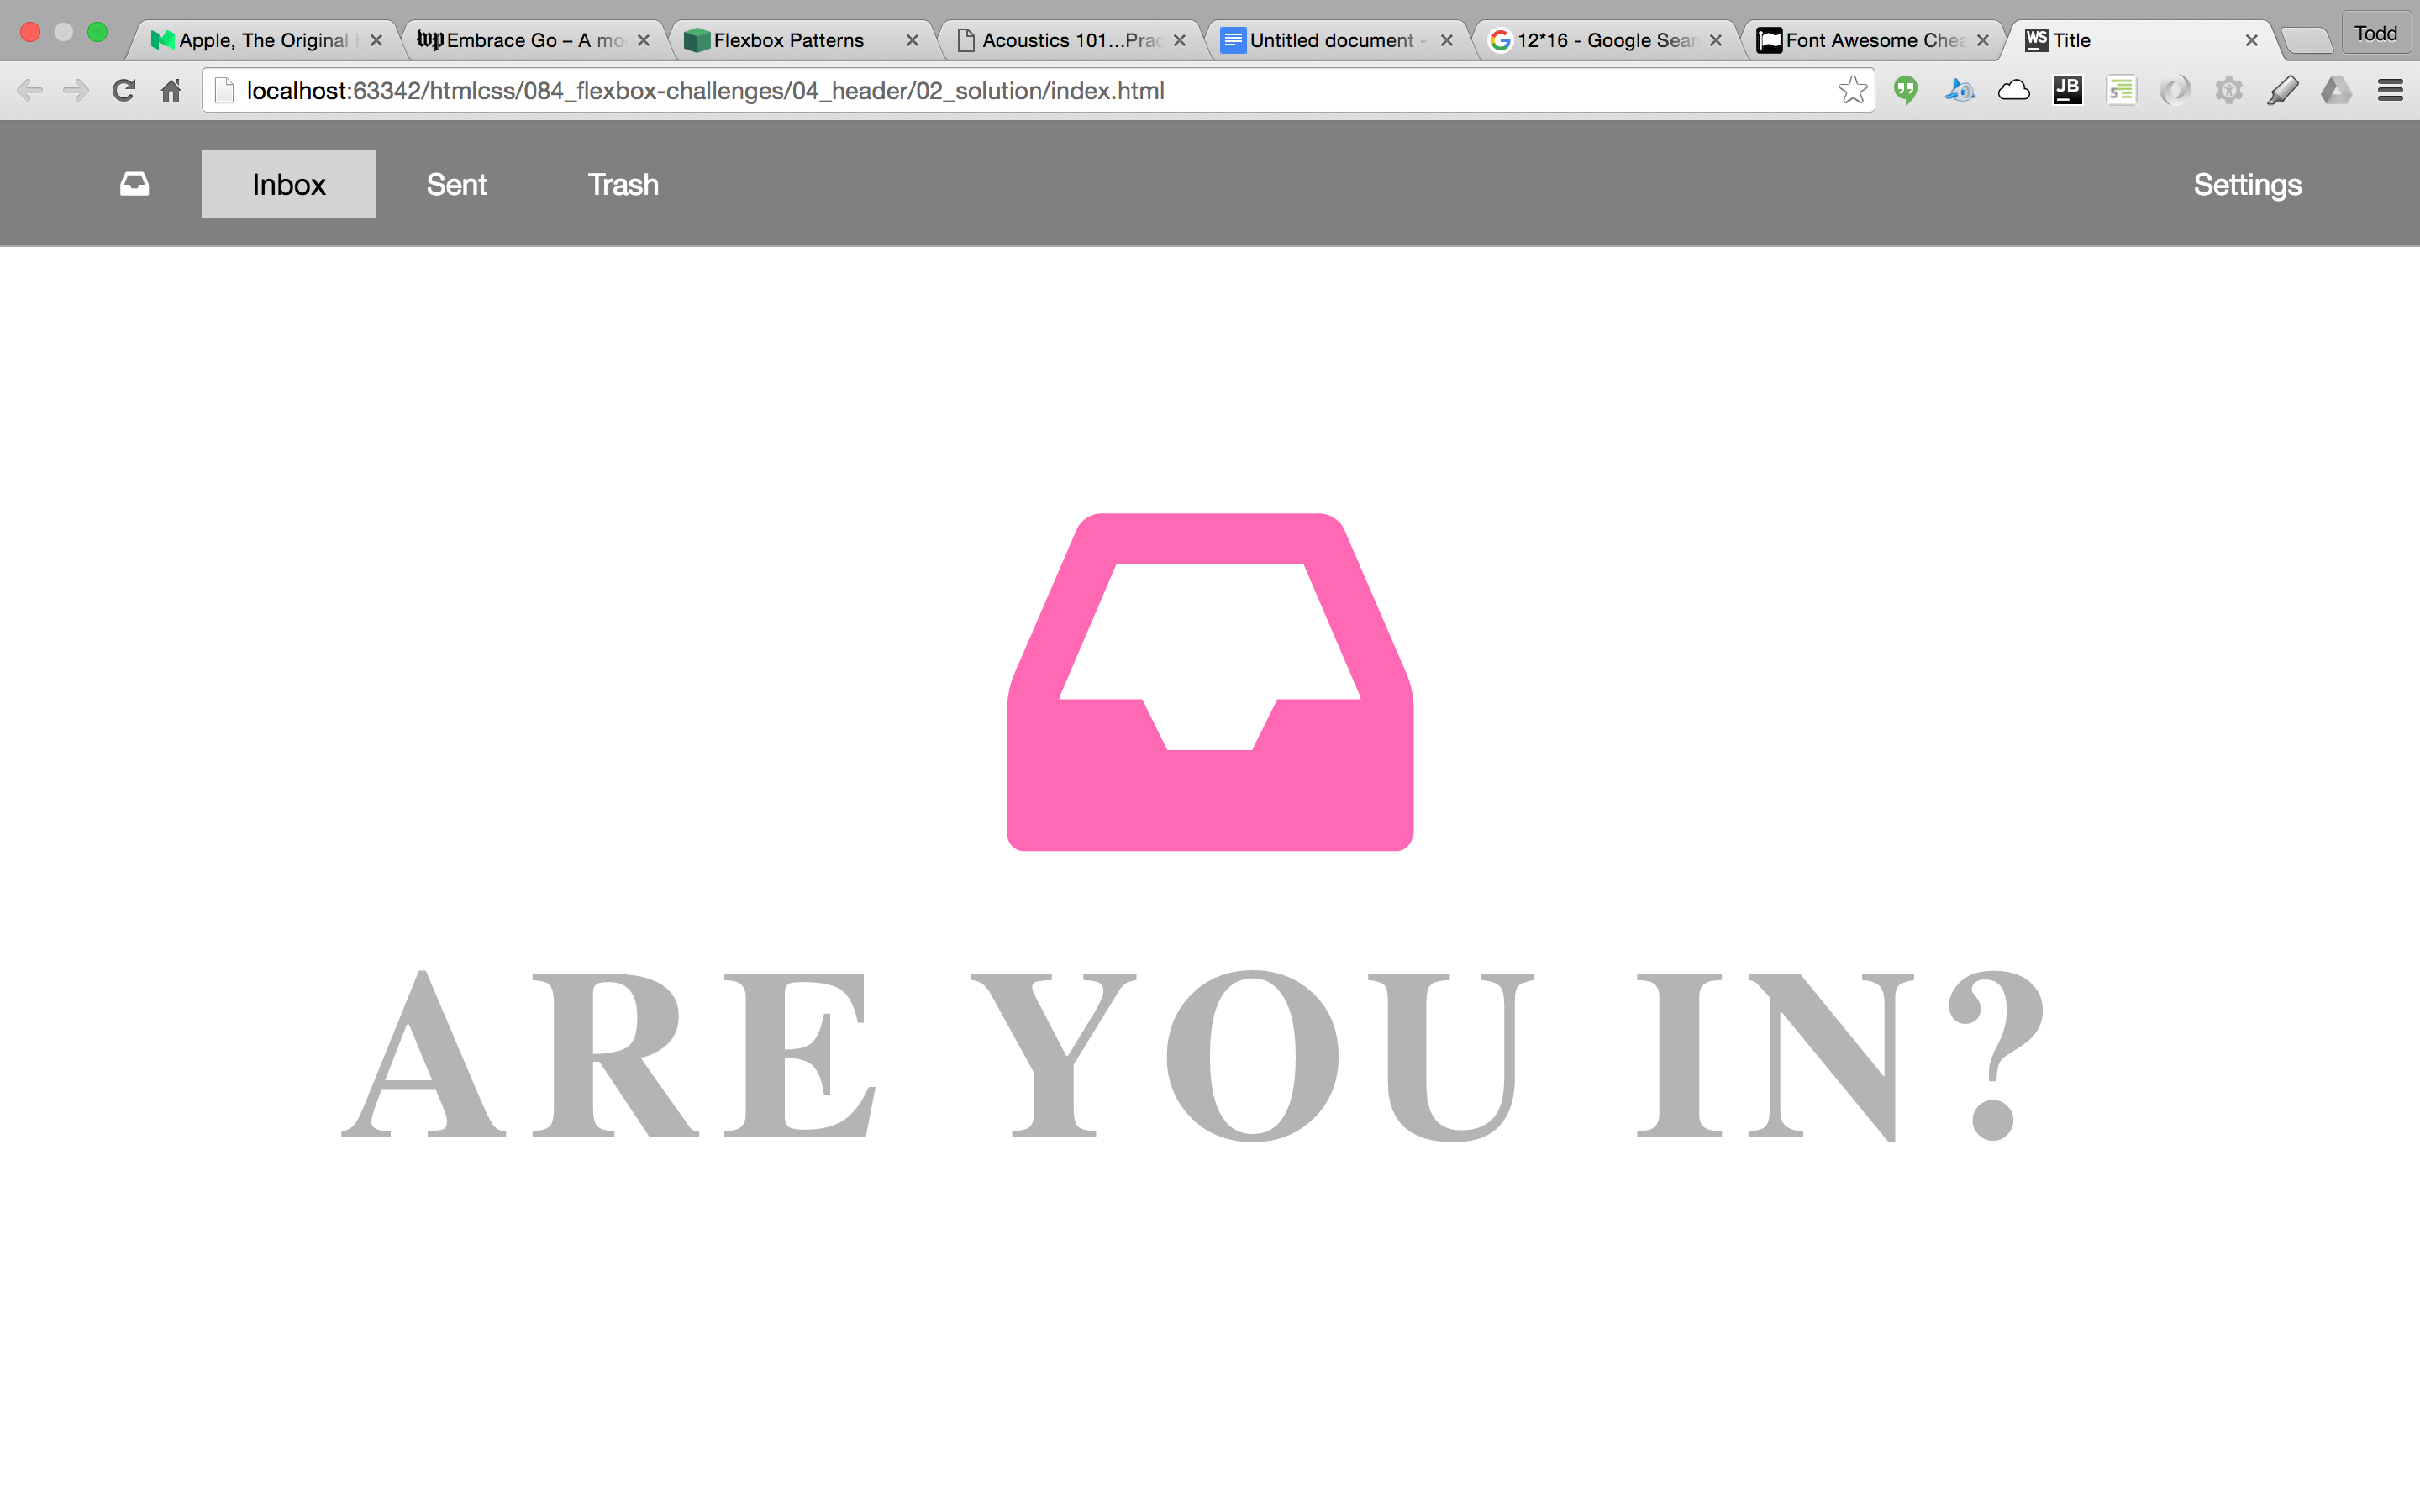 Apple, The Original
Embrace Go – A mo
Flexbox Patterns
Acoustics 101...Prac
Untitled document -
12*16 - Google Sear
Font Awesome Chea
WS Title
Todd
localhost:63342/htmlcss/084_flexbox-challenges/04_header/02_solution/index.html
JB
5
Inbox
Sent
Trash
Settings
ARE YOU IN?